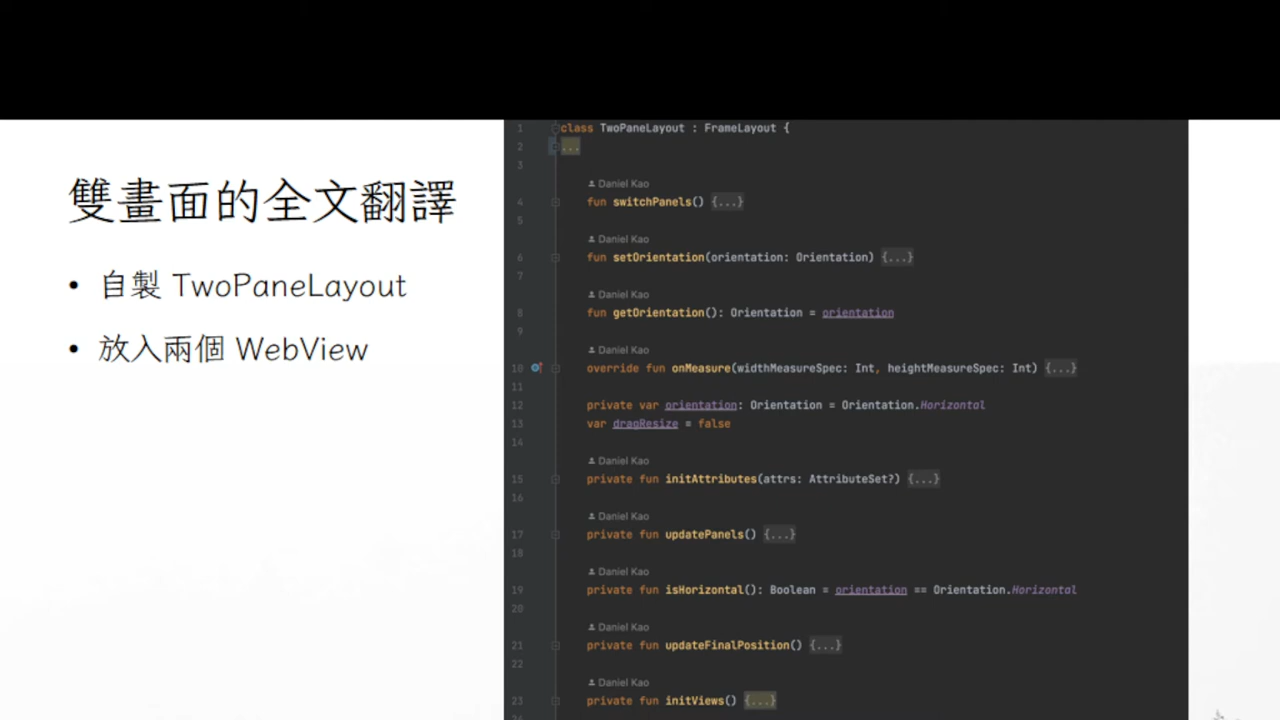 雙畫面的全文翻譯
• 自製 TwoPaneLayout
• 放入兩個 WebView
1 class TwoPaneLayout : FrameLayout {
2 ...
3
Daniel Kao
4 fun switchPanels() {...}
5
Daniel Kao
6 fun setOrientation(orientation: Orientation) {...}
7
Daniel Kao
8 fun getOrientation(): Orientation = orientation
9
Daniel Kao
10 override fun onMeasure(widthMeasureSpec: Int, heightMeasureSpec: Int) {...}
11
12 private var orientation: Orientation = Orientation.Horizontal
13 var dragResize = false
14
Daniel Kao
15 private fun initAttributes(attrs: AttributeSet?) {...}
16
Daniel Kao
17 private fun updatePanels() {...}
18
Daniel Kao
19 private fun isHorizontal(): Boolean = orientation == Orientation.Horizontal
20
Daniel Kao
21 private fun updateFinalPosition() {...}
22
Daniel Kao
23 private fun initViews() {...}
24